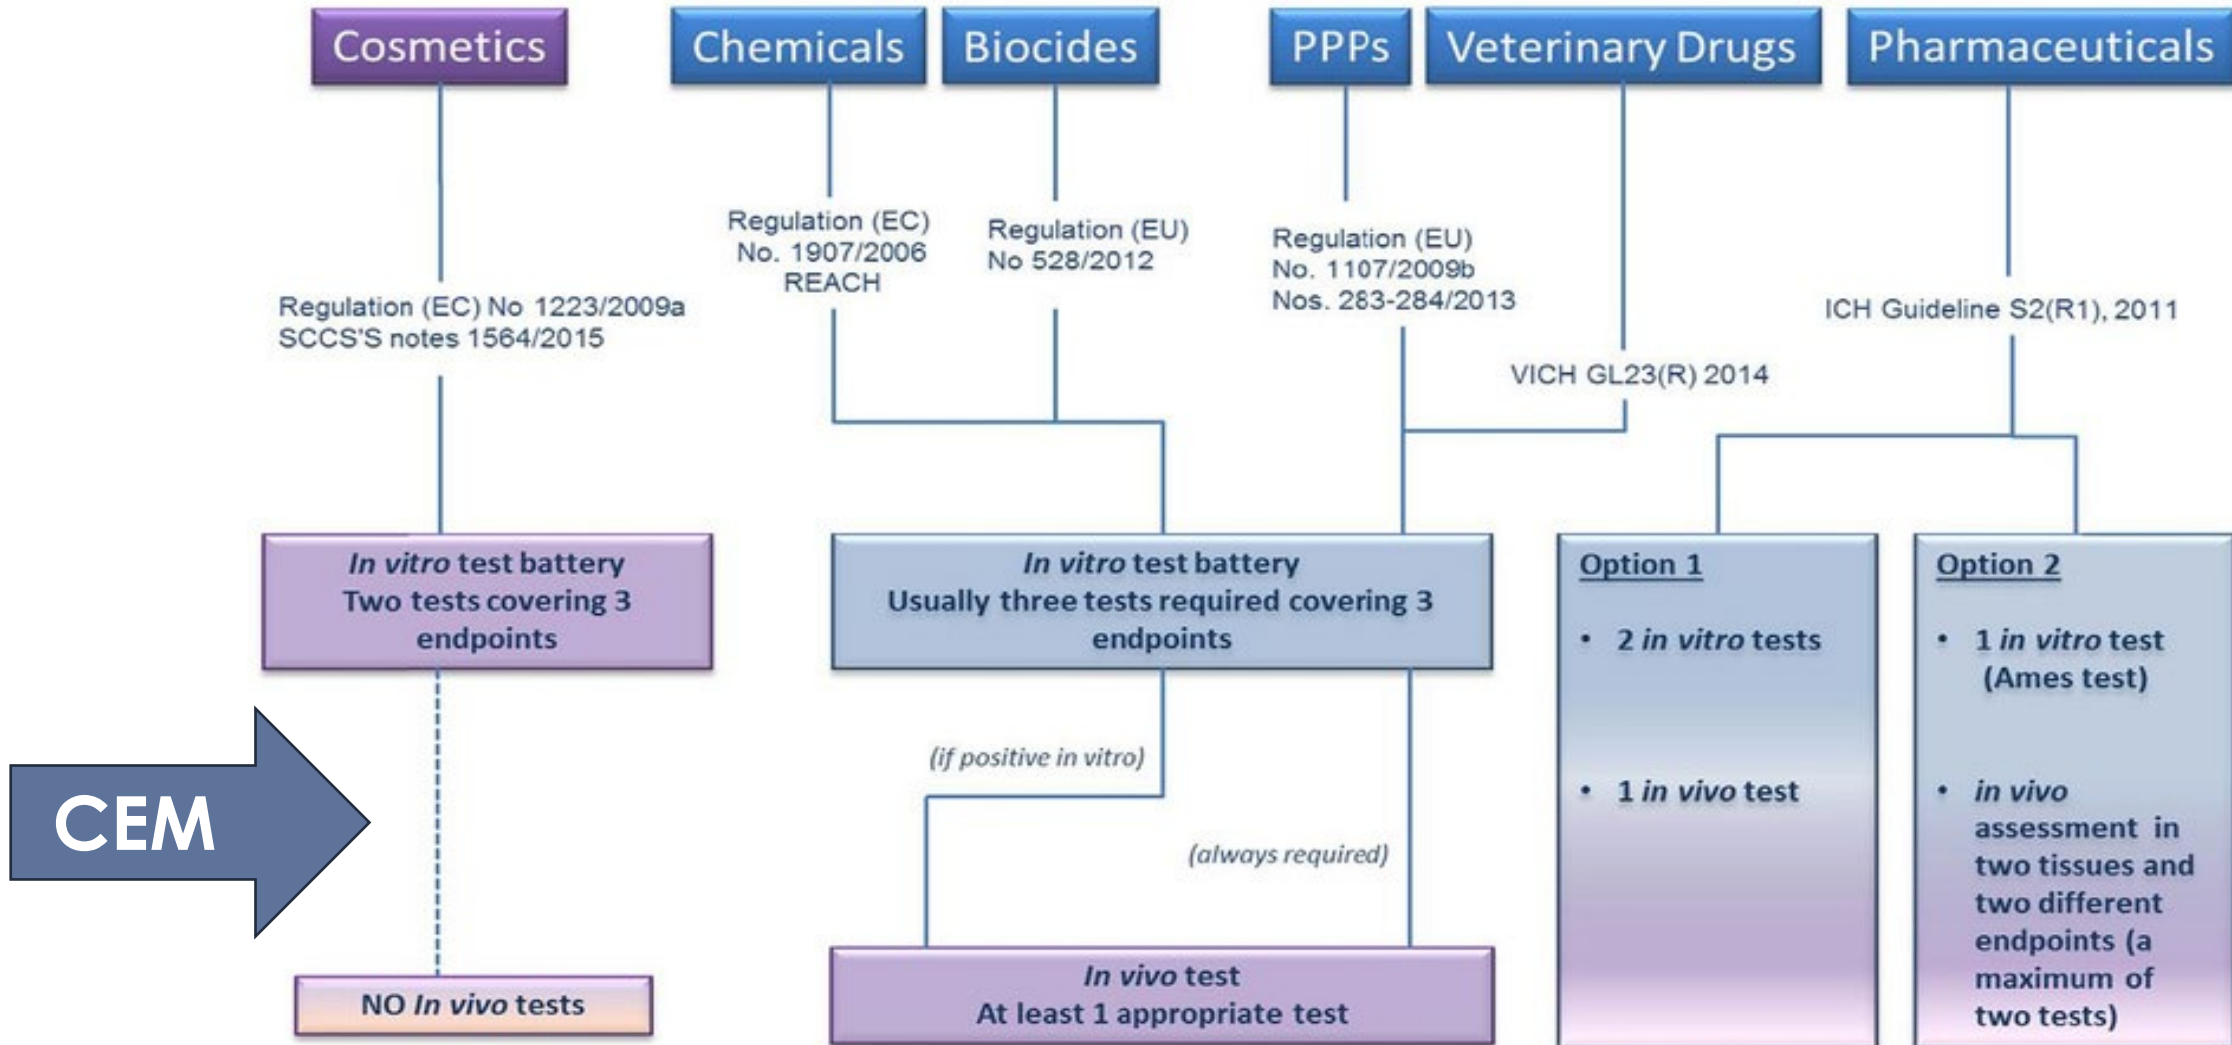 Cosmetics
Chemicals
Biocides
PPPs
Veterinary Drugs
Pharmaceuticals
Regulation (EC) No 1223/2009a
SCCS'S notes 1564/2015
Regulation (EC)
No. 1907/2006
REACH
Regulation (EU)
No 528/2012
Regulation (EU)
No. 1107/2009b
Nos. 283-284/2013
VICH GL23(R) 2014
ICH Guideline S2(R1), 2011
In vitro test battery
Two tests covering 3
endpoints
In vitro test battery
Usually three tests required covering 3
endpoints
Option 1
• 2 in vitro tests
• 1 in vivo test
Option 2
• 1 in vitro test
(Ames test)
• in vivo
assessment in
two tissues and
two different
endpoints (a
maximum of
two tests)
(if positive in vitro)
(always required)
CEM
NO In vivo tests
In vivo test
At least 1 appropriate test